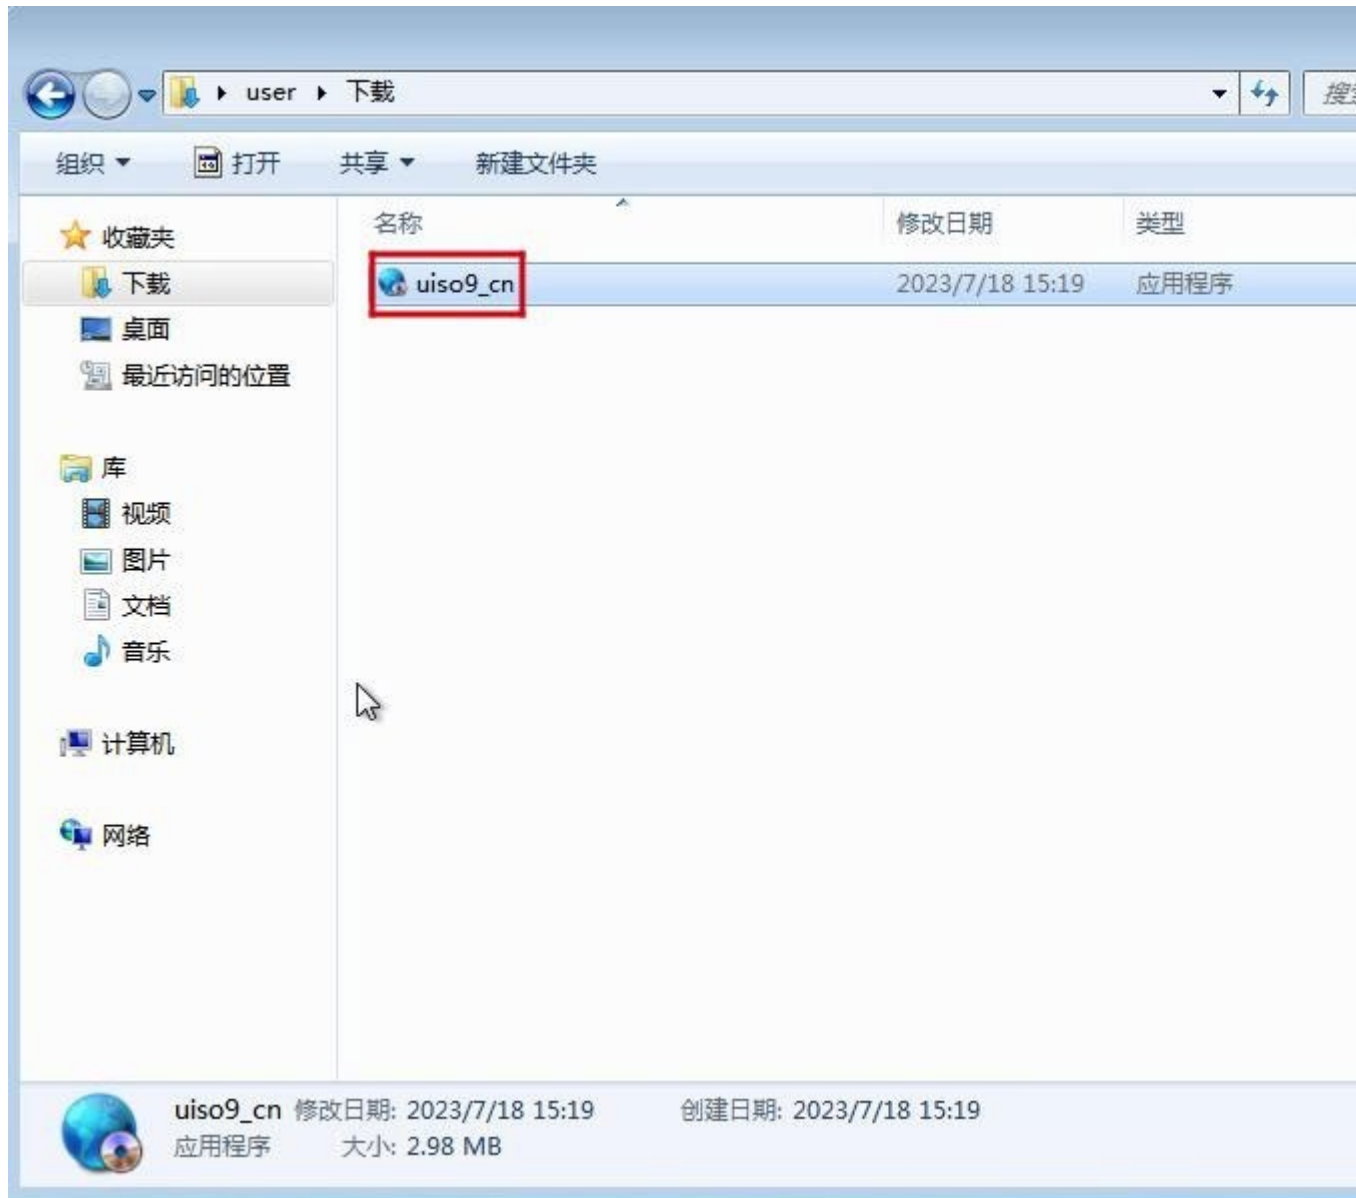 user 下载
搜
组织 打开 共享 新建文件夹
名称 修改日期 类型
收藏夹
下载
桌面
最近访问的位置
库
视频
图片
文档
音乐
计算机
网络
uiso9_cn 2023/7/18 15:19 应用程序
uiso9_cn 修改日期: 2023/7/18 15:19 创建日期: 2023/7/18 15:19
应用程序 大小: 2.98 MB